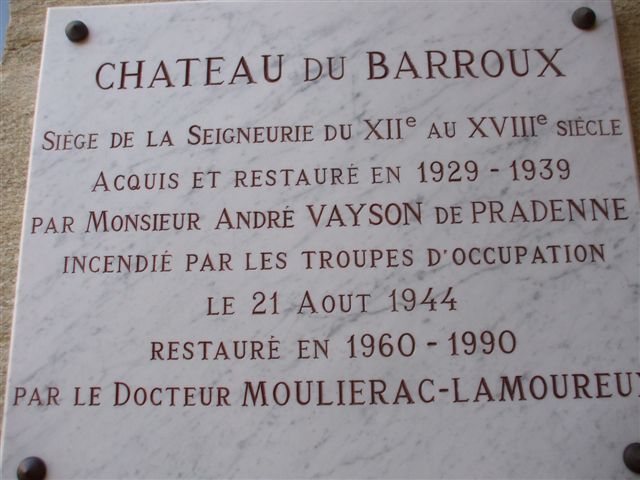 CHATEAU DU BARROUX
SIÈGE DE LA SEIGNEURIE DU XIIe AU XVIIIe SIÈCLE
ACQUIS ET RESTAURÉ EN 1929 - 1939
PAR MONSIEUR ANDRÉ VAYSON DE PRADENNE
INCENDIÉ PAR LES TROUPES D'OCCUPATION
LE 21 AOUT 1944
RESTAURÉ EN 1960 - 1990
PAR LE DOCTEUR MOULIERAC-LAMOUREUX